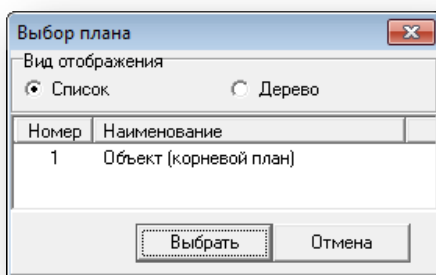 Выбор плана
Вид отображения
Список Дерево
Номер Наименование
1 Объект (корневой план)
Выбрать Отмена